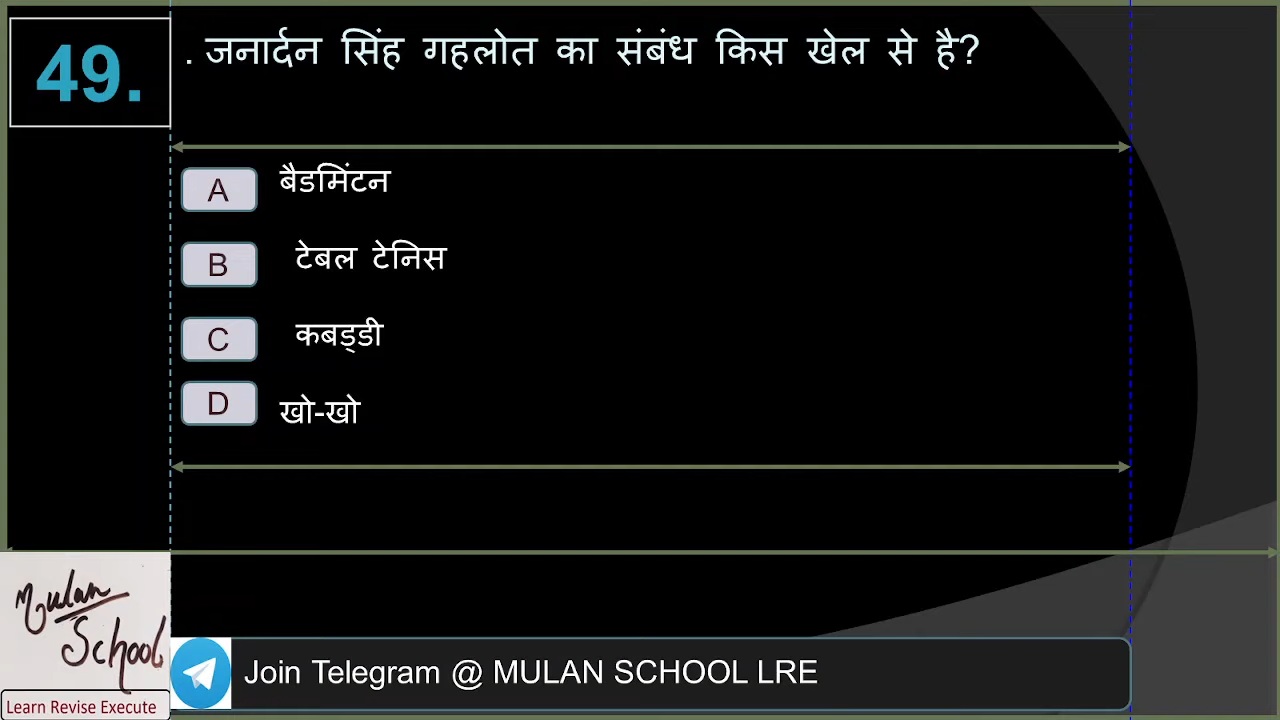 49.
. जनार्दन सिंह गहलोत का संबंध किस खेल से है?
A बैडमिंटन
B टेबल टेनिस
C कबड्डी
D खो-खो
Mulan
School
Learn Revise Execute
Join Telegram @ MULAN SCHOOL LRE